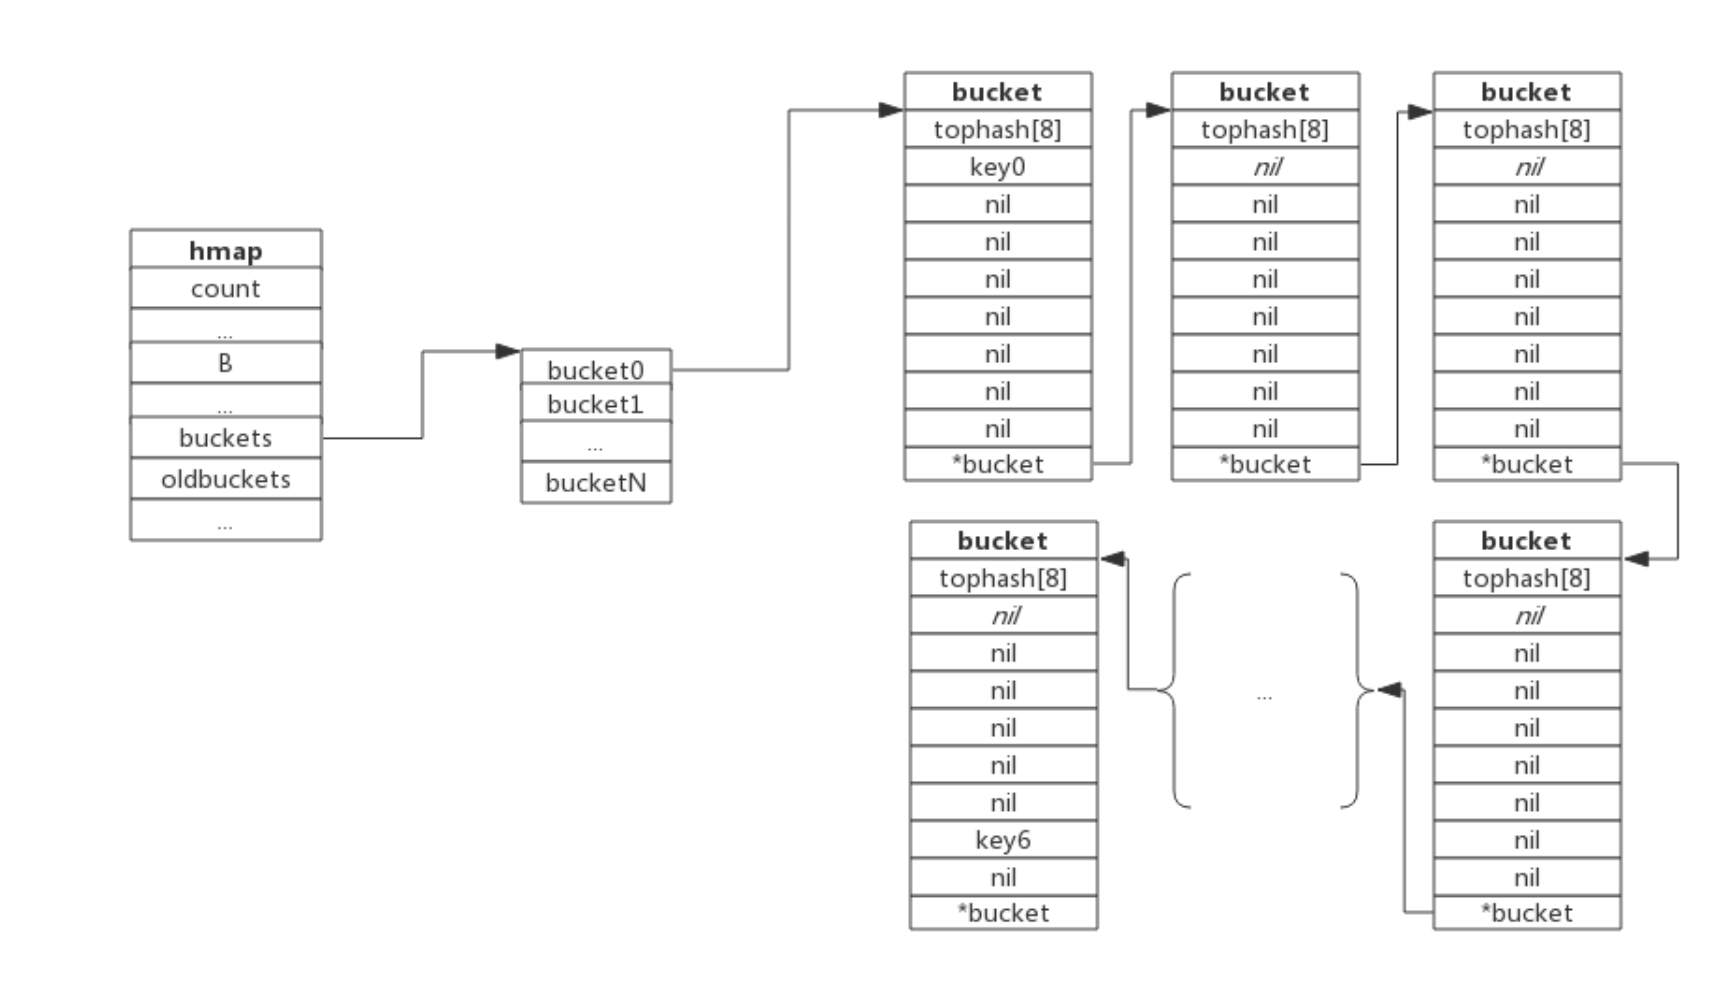 hmap
count
...
B
...
buckets
oldbuckets
...
bucket0
bucket1
...
bucketN
bucket
tophash[8]
key0
nil
nil
nil
nil
nil
nil
nil
*bucket
bucket
tophash[8]
nil
nil
nil
nil
nil
nil
nil
nil
*bucket
bucket
tophash[8]
nil
nil
nil
nil
nil
nil
nil
nil
*bucket
bucket
tophash[8]
nil
nil
nil
nil
nil
nil
key6
nil
*bucket
...
bucket
tophash[8]
nil
nil
nil
nil
nil
nil
nil
nil
*bucket